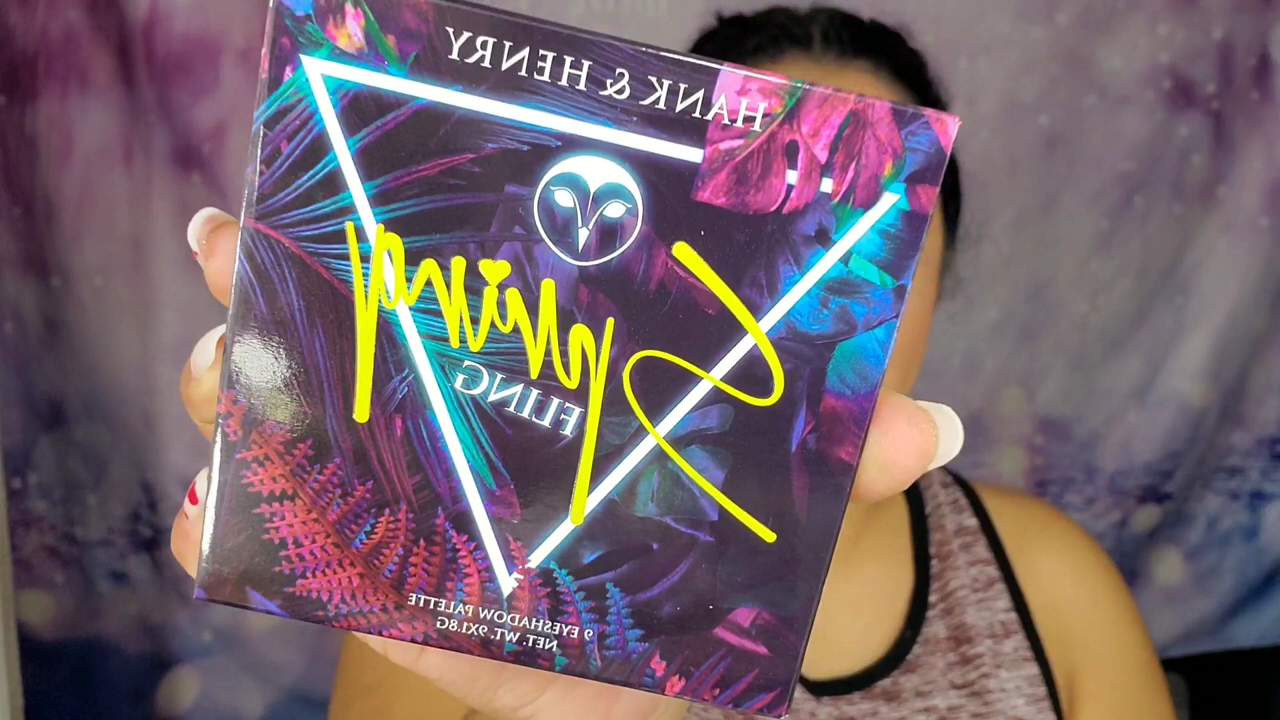 HANK & HENRY
Spring
FLING
9 EYESHADOW PALETTE
NET. WT. 9X1.8G